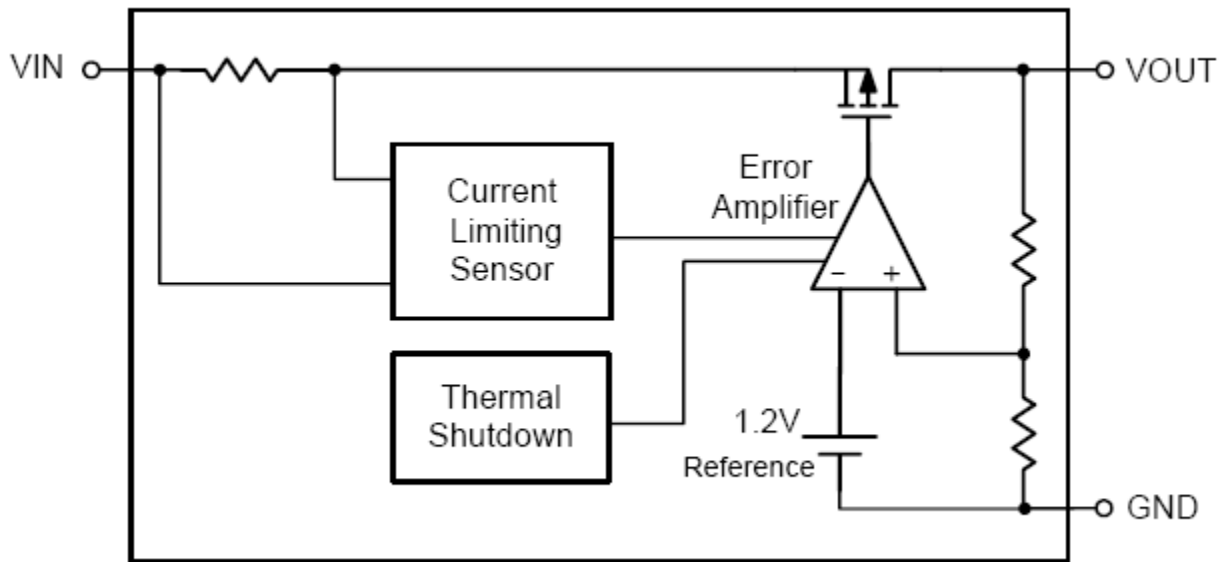 VIN
VOUT
Error
Amplifier
Current
Limiting
Sensor
− +
Thermal
Shutdown
1.2V
Reference
GND